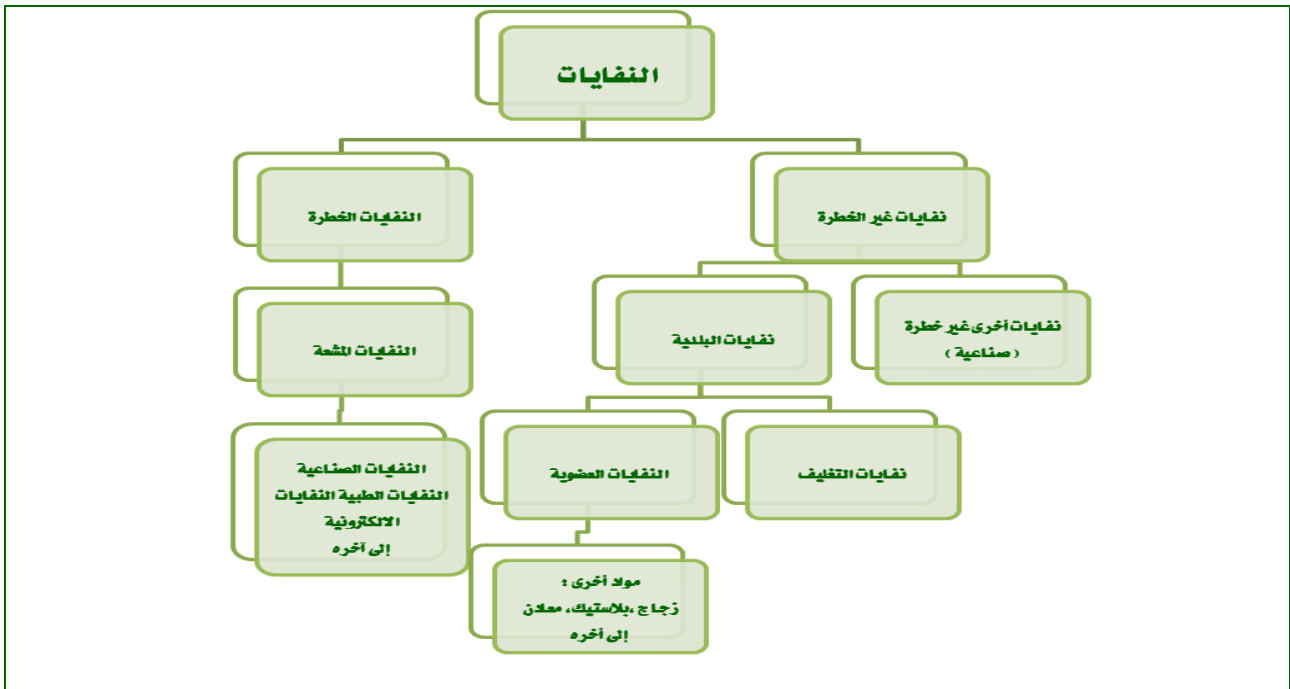 النفايات
نفايات غير الخطرة
النفايات الخطرة
نفايات أخرى غير خطرة
( صناعية )
نفايات البلدية
النفايات المشعة
نفايات التغليف
النفايات العضوية
النفايات الصناعية
النفايات الطبية النفايات
الالكترونية
إلى آخره
مواد أخرى :
زجاج ،بلاستيك، معادن
إلى أخره